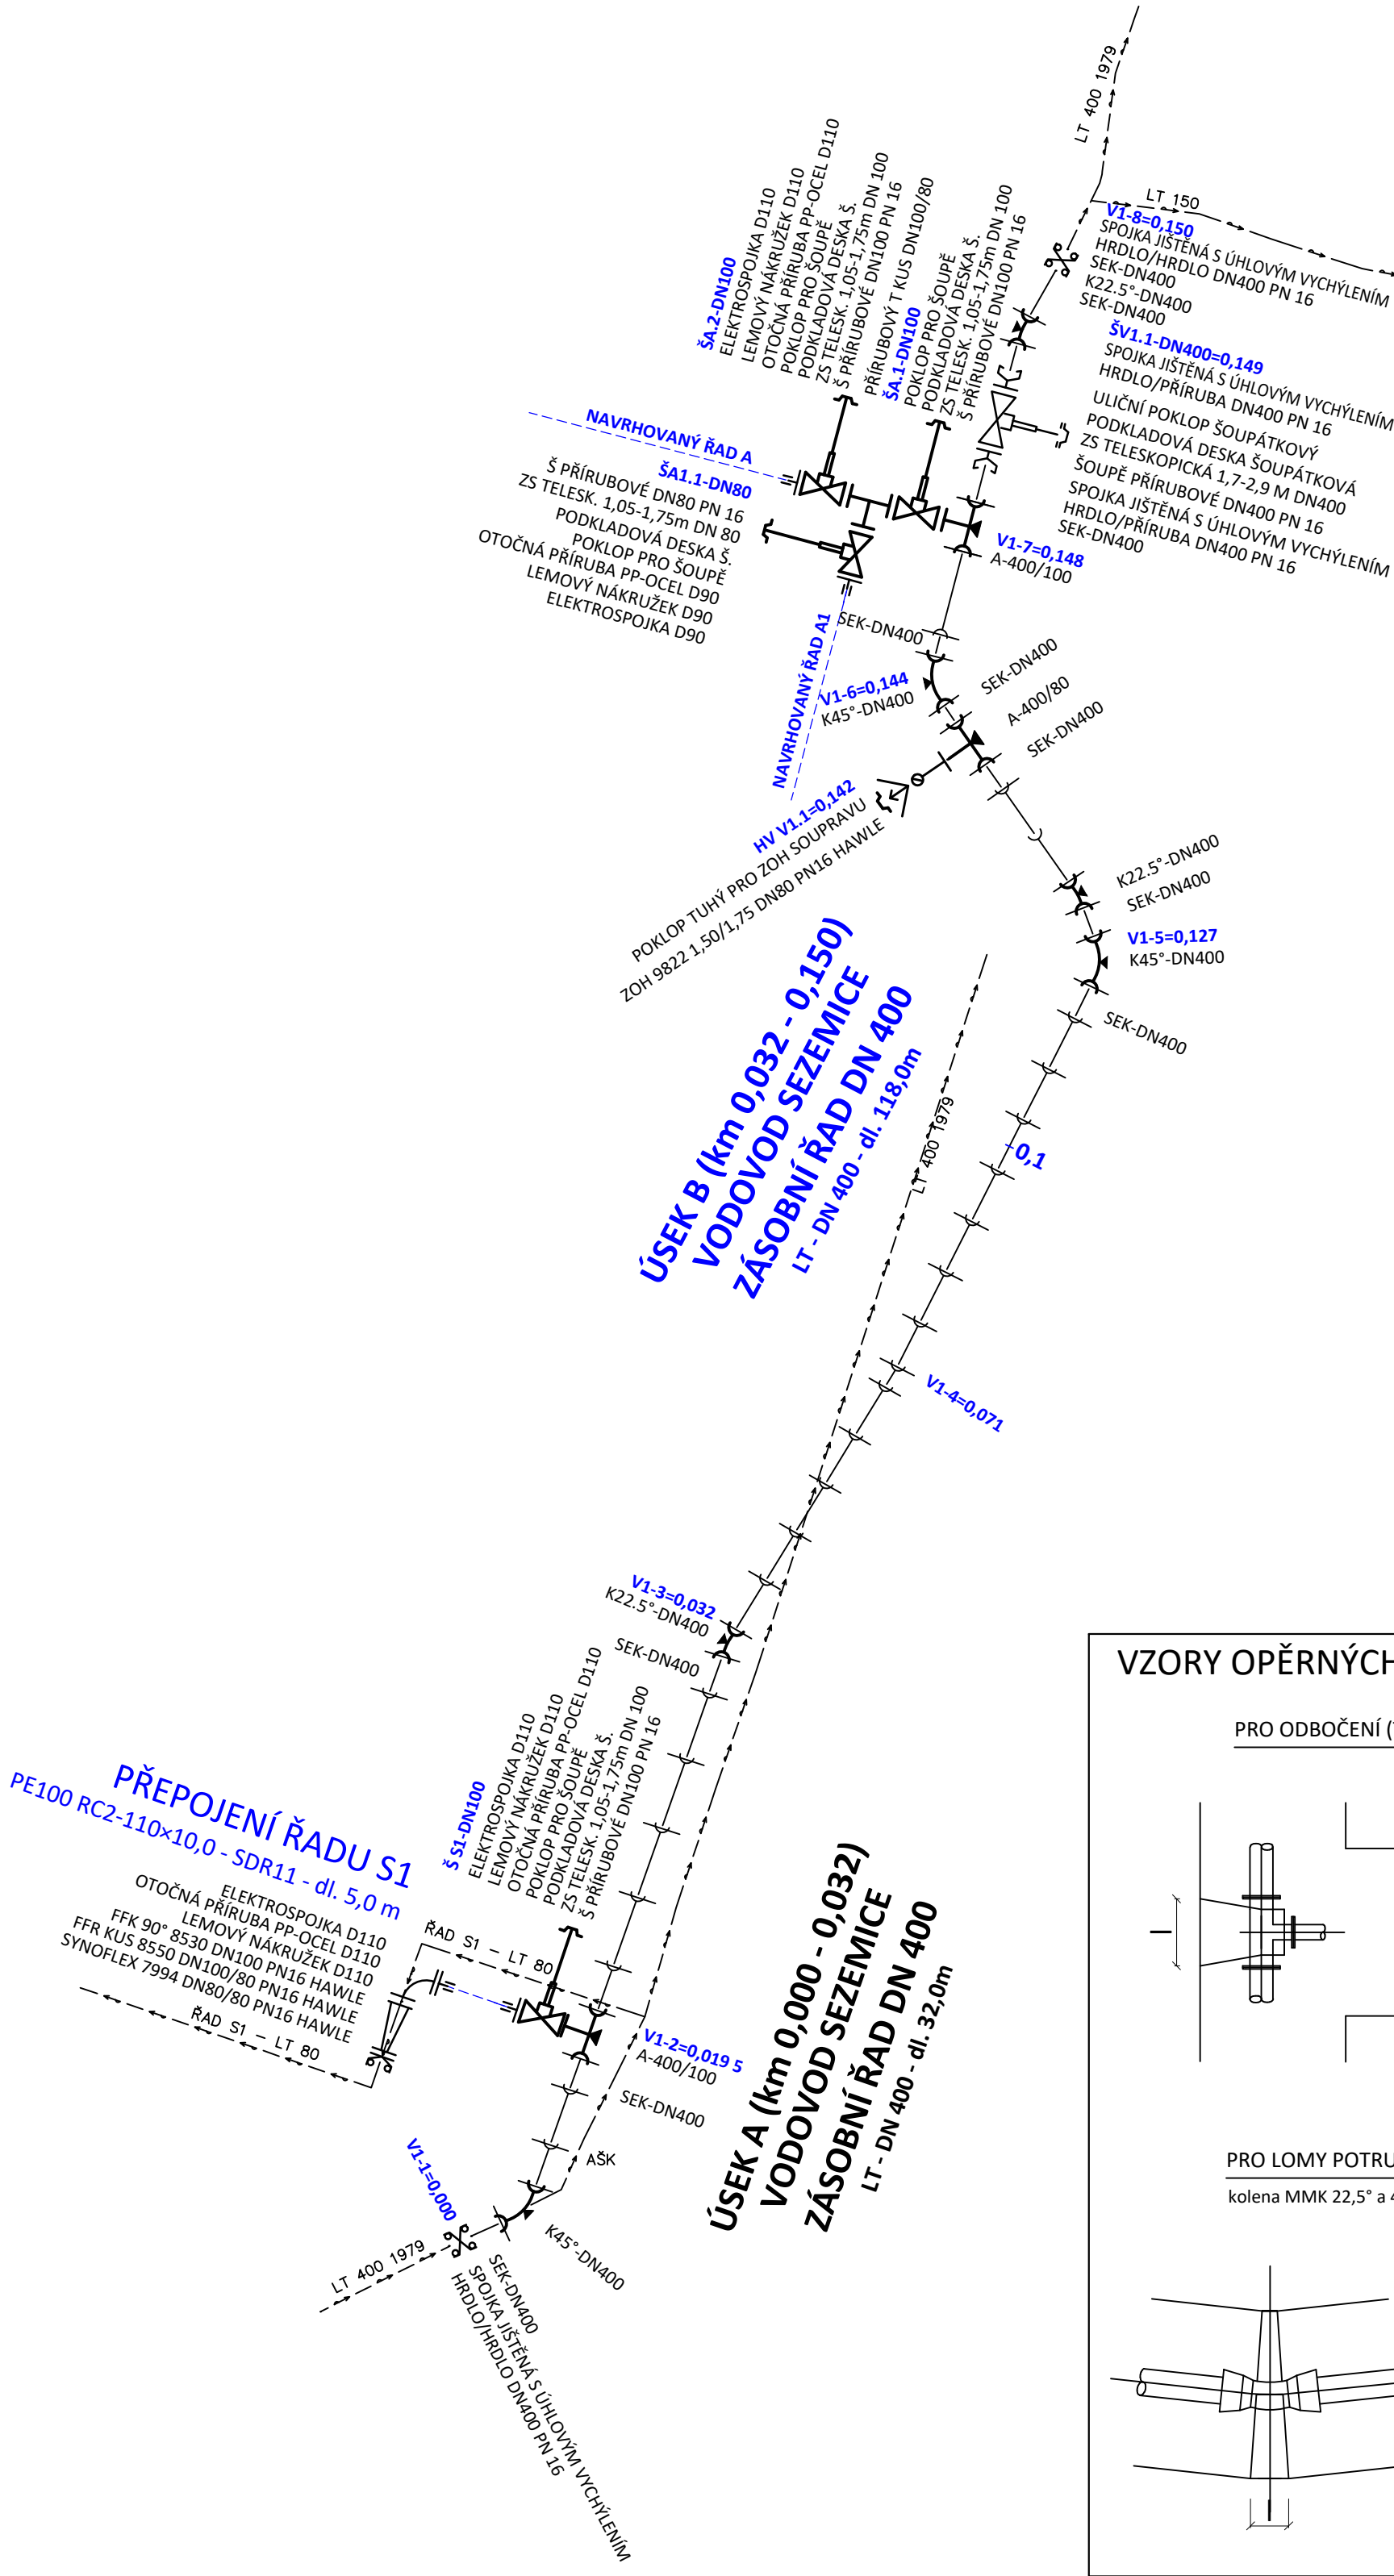 LT 400 1979
LT 150
V1-8=0,150
SPOJKA JIŠTĚNÁ S ÚHLOVÝM VYCHÝLENÍM
HRDLO/HRDLO DN400 PN 16
SEK-DN400
K22.5°-DN400
SEK-DN400
ŠV1.1-DN400=0,149
SPOJKA JIŠTĚNÁ S ÚHLOVÝM VYCHÝLENÍM
HRDLO/PŘÍRUBA DN400 PN 16
ULIČNÍ POKLOP ŠOUPÁTKOVÝ
PODKLADOVÁ DESKA ŠOUPÁTKOVÁ
ZS TELESKOPICKÁ 1,7-2,9 M DN400
ŠOUPĚ PŘÍRUBOVÉ DN400 PN 16
SPOJKA JIŠTĚNÁ S ÚHLOVÝM VYCHÝLENÍM
HRDLO/PŘÍRUBA DN400 PN 16
SEK-DN400
ŠA.2-DN100
ELEKTROSPOJKA D110
LEMOVÝ NÁKRUŽEK D110
OTOČNÁ PŘÍRUBA PP-OCEL D110
POKLOP PRO ŠOUPĚ
PODKLADOVÁ DESKA Š.
ZS TELESK. 1,05-1,75m DN 100
Š PŘÍRUBOVÉ DN100 PN 16
PŘÍRUBOVÝ T KUS DN100/80
ŠA.1-DN100
POKLOP PRO ŠOUPĚ
PODKLADOVÁ DESKA Š.
ZS TELESK. 1,05-1,75m DN 100
Š PŘÍRUBOVÉ DN100 PN 16
NAVRHOVANÝ ŘAD A
ŠA1.1-DN80
Š PŘÍRUBOVÉ DN80 PN 16
ZS TELESK. 1,05-1,75m DN 80
PODKLADOVÁ DESKA Š.
POKLOP PRO ŠOUPĚ
OTOČNÁ PŘÍRUBA PP-OCEL D90
LEMOVÝ NÁKRUŽEK D90
ELEKTROSPOJKA D90
NAVRHOVANÝ ŘAD A1
V1-7=0,148
A-400/100
SEK-DN400
V1-6=0,144
K45°-DN400
SEK-DN400
A-400/80
SEK-DN400
HV V1.1=0,142
POKLOP TUHÝ PRO ZOH SOUPRAVU
ZOH 9822 1,50/1,75 DN80 PN16 HAWLE
K22.5°-DN400
SEK-DN400
V1-5=0,127
K45°-DN400
SEK-DN400
ÚSEK B (km 0,032 - 0,150)
VODOVOD SEZEMICE
ZÁSOBNÍ ŘAD DN 400
LT - DN 400 - dl. 118,0m
LT 400 1979
0,1
V1-4=0,071
V1-3=0,032
K22.5°-DN400
SEK-DN400
Š S1-DN100
ELEKTROSPOJKA D110
LEMOVÝ NÁKRUŽEK D110
OTOČNÁ PŘÍRUBA PP-OCEL D110
POKLOP PRO ŠOUPĚ
PODKLADOVÁ DESKA Š.
ZS TELESK. 1,05-1,75m DN 100
Š PŘÍRUBOVÉ DN100 PN 16
PŘEPOJENÍ ŘADU S1
PE100 RC2-110×10,0 - SDR11 - dl. 5,0 m
ELEKTROSPOJKA D110
OTOČNÁ PŘÍRUBA PP-OCEL D110
LEMOVÝ NÁKRUŽEK D110
FFK 90° 8530 DN100 PN16 HAWLE
FFR KUS 8550 DN100/80 PN16 HAWLE
SYNOFLEX 7994 DN80/80 PN16 HAWLE
ŘAD S1 – LT 80
ŘAD S1 – LT 80
V1-2=0,019 5
A-400/100
SEK-DN400
AŠK
ÚSEK A (km 0,000 - 0,032)
VODOVOD SEZEMICE
ZÁSOBNÍ ŘAD DN 400
LT - DN 400 - dl. 32,0m
V1-1=0,000
K45°-DN400
LT 400 1979
SEK-DN400
SPOJKA JIŠTĚNÁ S ÚHLOVÝM VYCHÝLENÍM
HRDLO/HRDLO DN400 PN 16
VZORY OPĚRNÝCH
PRO ODBOČENÍ (
PRO LOMY POTRU
kolena MMK 22,5° a 4